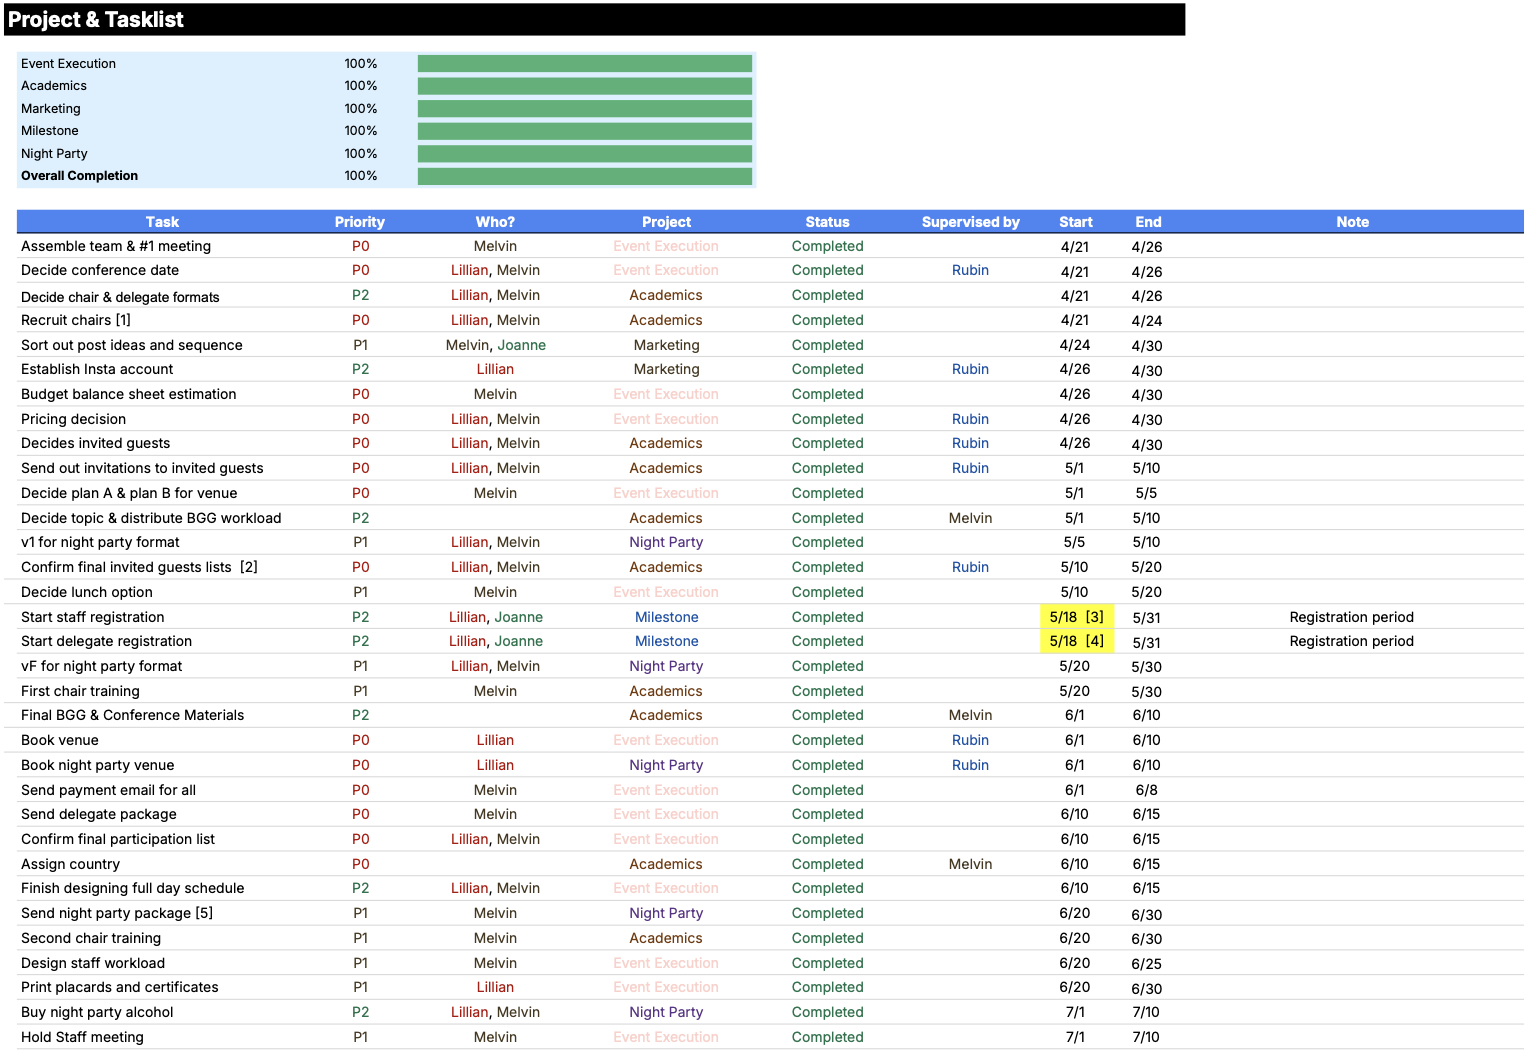 Project & Tasklist
Event Execution 100%
Academics 100%
Marketing 100%
Milestone 100%
Night Party 100%
Overall Completion 100%
Task Priority Who? Project Status Supervised by Start End Note
Assemble team & #1 meeting P0 Melvin Event Execution Completed 4/21 4/26
Decide conference date P0 Lillian, Melvin Event Execution Completed Rubin 4/21 4/26
Decide chair & delegate formats P2 Lillian, Melvin Academics Completed 4/21 4/26
Recruit chairs [1] P0 Lillian, Melvin Academics Completed 4/21 4/24
Sort out post ideas and sequence P1 Melvin, Joanne Marketing Completed 4/24 4/30
Establish Insta account P2 Lillian Marketing Completed Rubin 4/26 4/30
Budget balance sheet estimation P0 Melvin Event Execution Completed 4/26 4/30
Pricing decision P0 Lillian, Melvin Event Execution Completed Rubin 4/26 4/30
Decides invited guests P0 Lillian, Melvin Academics Completed Rubin 4/26 4/30
Send out invitations to invited guests P0 Lillian, Melvin Academics Completed Rubin 5/1 5/10
Decide plan A & plan B for venue P0 Melvin Event Execution Completed 5/1 5/5
Decide topic & distribute BGG workload P2 Academics Completed Melvin 5/1 5/10
v1 for night party format P1 Lillian, Melvin Night Party Completed 5/5 5/10
Confirm final invited guests lists [2] P0 Lillian, Melvin Academics Completed Rubin 5/10 5/20
Decide lunch option P1 Melvin Event Execution Completed 5/10 5/20
Start staff registration P2 Lillian, Joanne Milestone Completed 5/18 [3] 5/31 Registration period
Start delegate registration P2 Lillian, Joanne Milestone Completed 5/18 [4] 5/31 Registration period
vF for night party format P1 Lillian, Melvin Night Party Completed 5/20 5/30
First chair training P1 Melvin Academics Completed 5/20 5/30
Final BGG & Conference Materials P2 Academics Completed Melvin 6/1 6/10
Book venue P0 Lillian Event Execution Completed Rubin 6/1 6/10
Book night party venue P0 Lillian Night Party Completed Rubin 6/1 6/10
Send payment email for all P0 Melvin Event Execution Completed 6/1 6/8
Send delegate package P0 Melvin Event Execution Completed 6/10 6/15
Confirm final participation list P0 Lillian, Melvin Event Execution Completed 6/10 6/15
Assign country P0 Academics Completed Melvin 6/10 6/15
Finish designing full day schedule P2 Lillian, Melvin Event Execution Completed 6/10 6/15
Send night party package [5] P1 Melvin Night Party Completed 6/20 6/30
Second chair training P1 Melvin Academics Completed 6/20 6/30
Design staff workload P1 Melvin Event Execution Completed 6/20 6/25
Print placards and certificates P1 Lillian Event Execution Completed 6/20 6/30
Buy night party alcohol P2 Lillian, Melvin Night Party Completed 7/1 7/10
Hold Staff meeting P1 Melvin Event Execution Completed 7/1 7/10